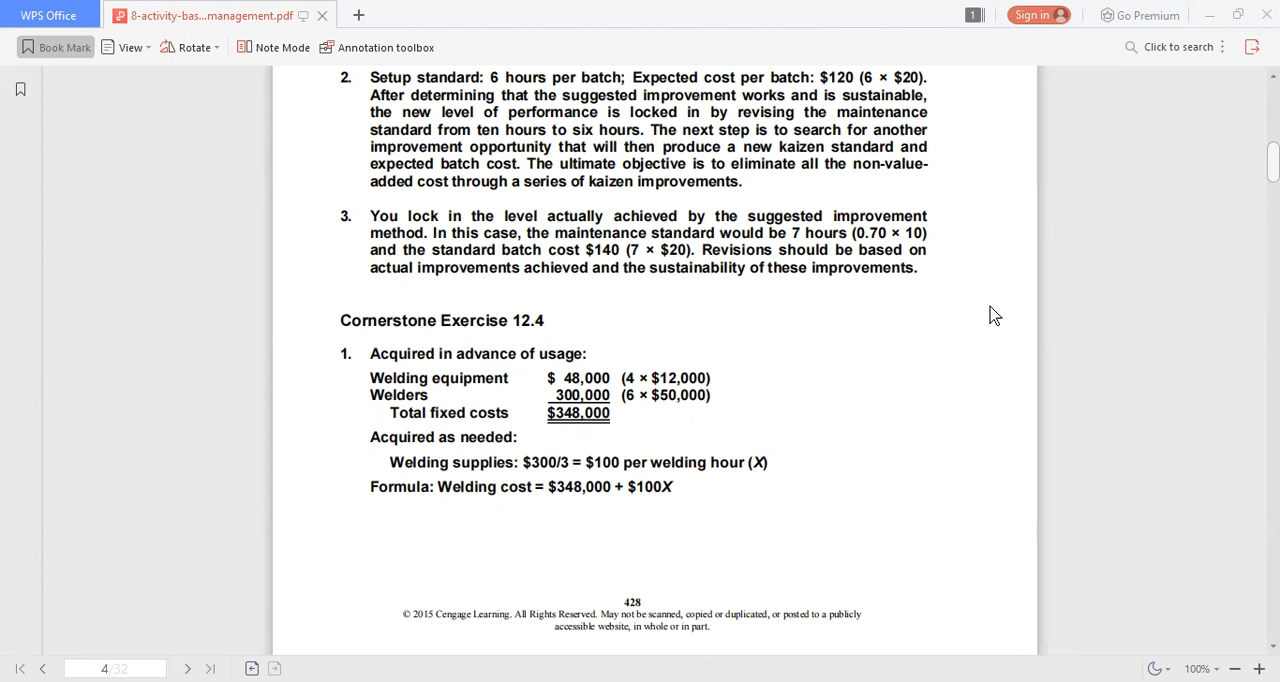 WPS Office
8-activity-bas...management.pdf
1
Sign in
Go Premium
Book Mark
View
Rotate
Note Mode
Annotation toolbox
Click to search
2. Setup standard: 6 hours per batch; Expected cost per batch: $120 (6 × $20).
After determining that the suggested improvement works and is sustainable,
the new level of performance is locked in by revising the maintenance
standard from ten hours to six hours. The next step is to search for another
improvement opportunity that will then produce a new kaizen standard and
expected batch cost. The ultimate objective is to eliminate all the non-value-
added cost through a series of kaizen improvements.
3. You lock in the level actually achieved by the suggested improvement
method. In this case, the maintenance standard would be 7 hours (0.70 × 10)
and the standard batch cost $140 (7 × $20). Revisions should be based on
actual improvements achieved and the sustainability of these improvements.
Cornerstone Exercise 12.4
1. Acquired in advance of usage:
Welding equipment $ 48,000 (4 × $12,000)
Welders 300,000 (6 × $50,000)
Total fixed costs $348,000
Acquired as needed:
Welding supplies: $300/3 = $100 per welding hour (X)
Formula: Welding cost = $348,000 + $100X
428
© 2015 Cengage Learning. All Rights Reserved. May not be scanned, copied or duplicated, or posted to a publicly
accessible website, in whole or in part.
4/32
100%